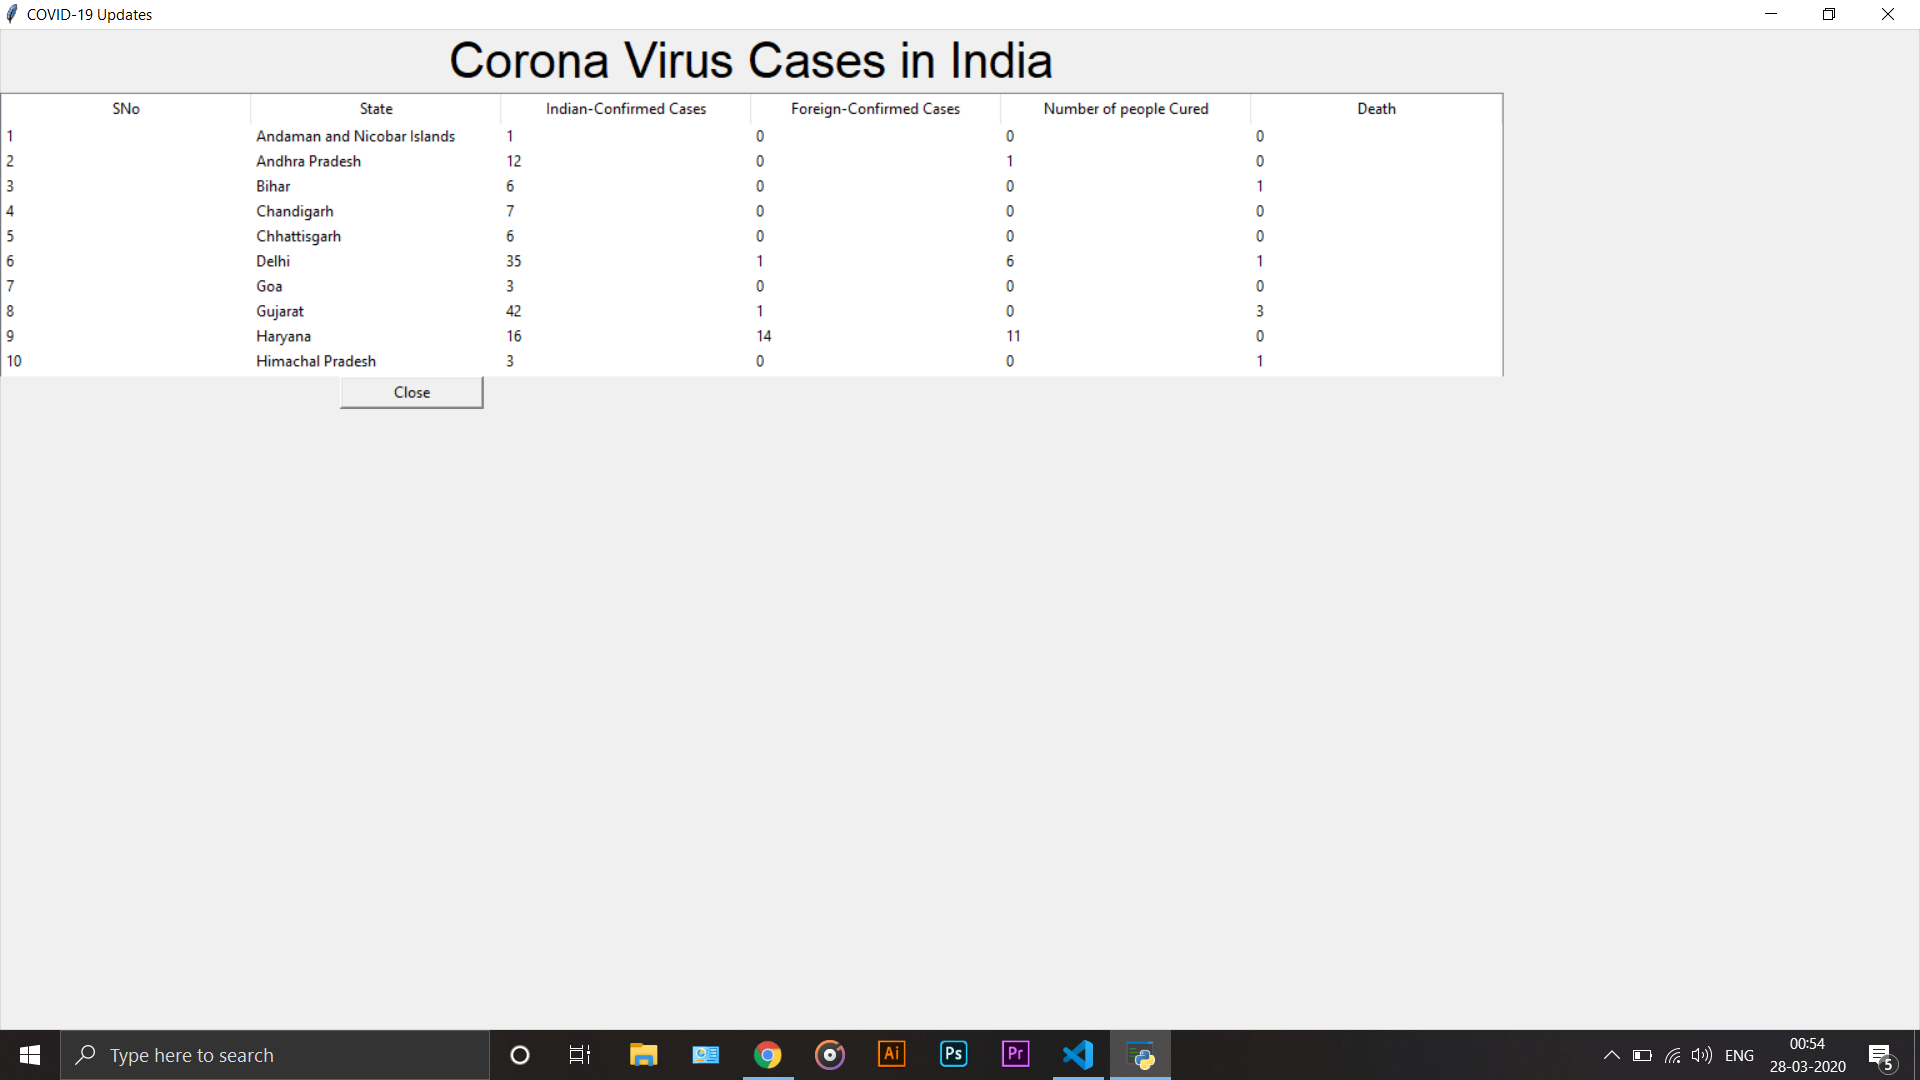 COVID-19 Updates
Corona Virus Cases in India
SNo State Indian-Confirmed Cases Foreign-Confirmed Cases Number of people Cured Death
1 Andaman and Nicobar Islands 1 0 0 0
2 Andhra Pradesh 12 0 1 0
3 Bihar 6 0 0 1
4 Chandigarh 7 0 0 0
5 Chhattisgarh 6 0 0 0
6 Delhi 35 1 6 1
7 Goa 3 0 0 0
8 Gujarat 42 1 0 3
9 Haryana 16 14 11 0
10 Himachal Pradesh 3 0 0 1
Close
Type here to search Ai Ps Pr ENG 00:54
28-03-2020 5